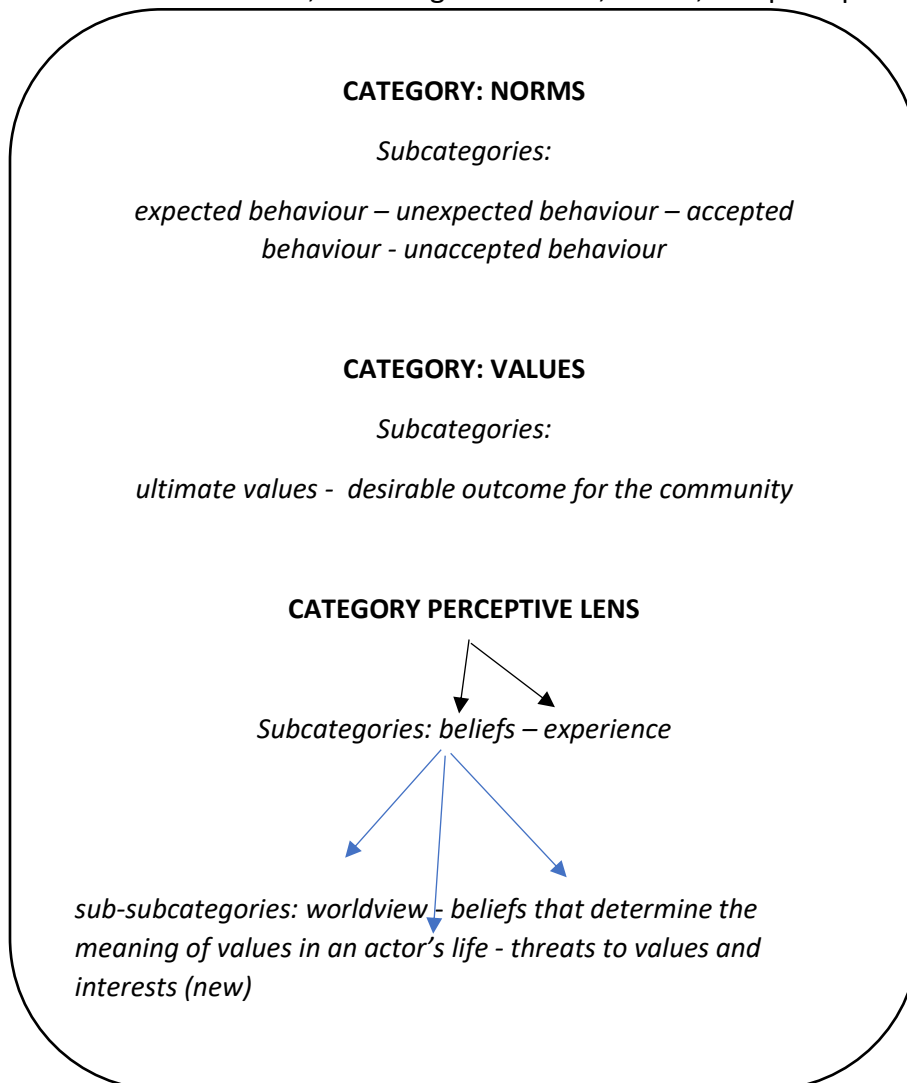 CATEGORY: NORMS
Subcategories:
expected behaviour – unexpected behaviour – accepted
behaviour - unaccepted behaviour
CATEGORY: VALUES
Subcategories:
ultimate values -  desirable outcome for the community
CATEGORY PERCEPTIVE LENS
Subcategories: beliefs – experience
sub-subcategories: worldview - beliefs that determine the
meaning of values in an actor’s life - threats to values and
interests (new)